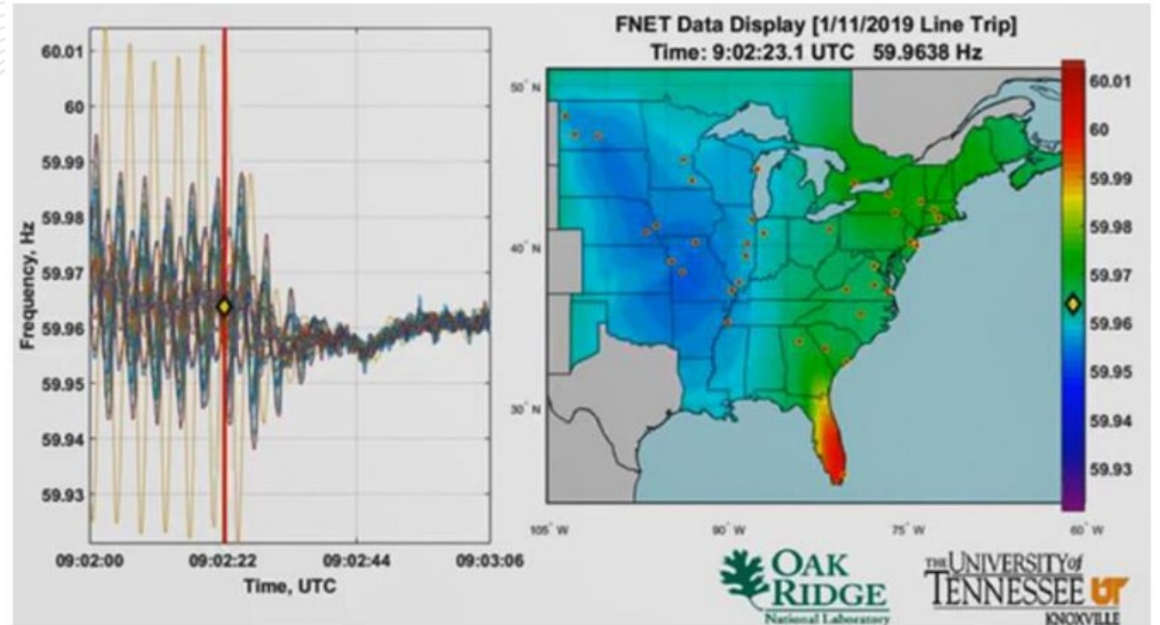 FNET Data Display [1/11/2019 Line Trip]
Time: 9:02:23.1 UTC 59.9638 Hz
60.01
60
59.99
59.98
59.97
59.96
59.95
59.94
59.93
Frequency, Hz
09:02:00
09:02:22
09:02:44
09:03:06
Time, UTC
50° N
40° N
30° N
105° W
90° W
75° W
60° W
60.01
60
59.99
59.98
59.97
59.96
59.95
59.94
59.93
OAK
RIDGE
National Laboratory
THE UNIVERSITY of
TENNESSEE UT
KNOXVILLE